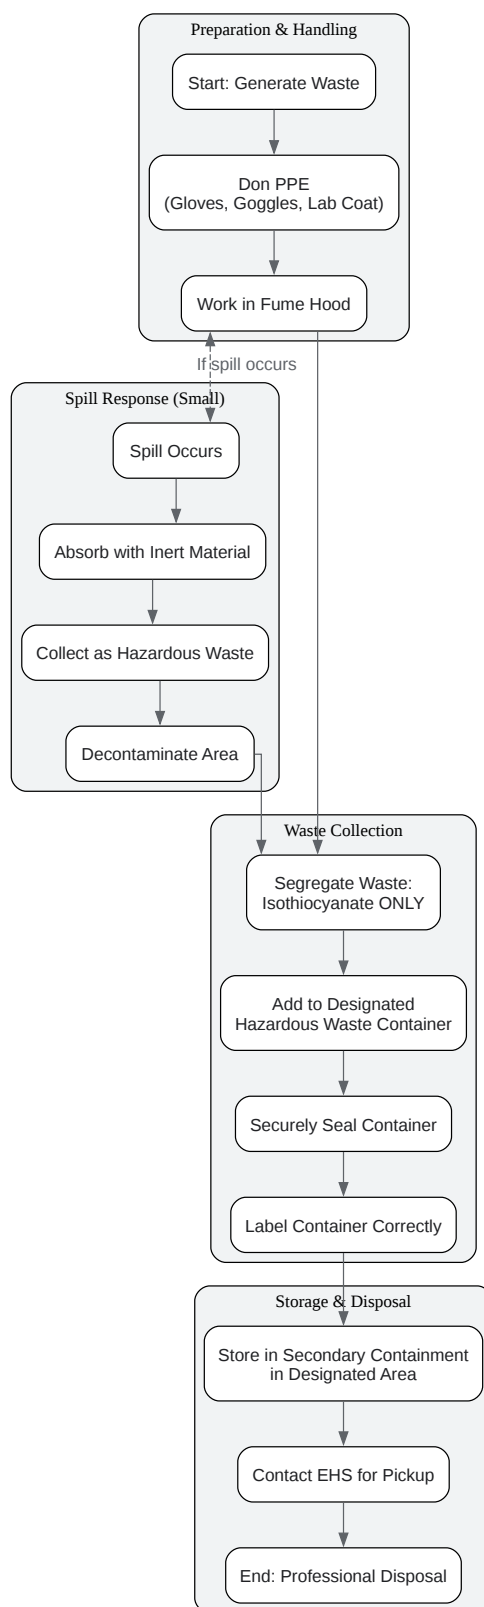 Preparation & Handling
Start: Generate Waste
Don PPE
(Gloves, Goggles, Lab Coat)
Work in Fume Hood
If spill occurs
Spill Response (Small)
Spill Occurs
Absorb with Inert Material
Collect as Hazardous Waste
Decontaminate Area
Waste Collection
Segregate Waste:
Isothiocyanate ONLY
Add to Designated
Hazardous Waste Container
Securely Seal Container
Label Container Correctly
Storage & Disposal
Store in Secondary Containment
in Designated Area
Contact EHS for Pickup
End: Professional Disposal